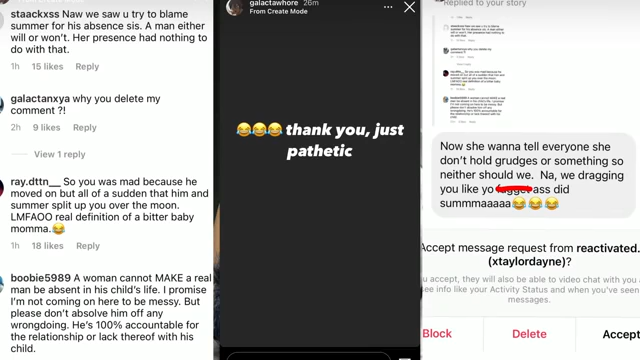 staackxss Naw we saw u try to blame
summer for his absence sis. A man either
will or won't. Her presence had nothing to
do with that.
1h 15 likes Reply
galactanxya why you delete my
comment ?!
2h 9 likes Reply
View 1 reply
ray.dttn__ So you was mad because he
moved on but all of a sudden that him and
summer split up you over the moon.
LMFAOO real definition of a bitter baby
momma.😂
1h 18 likes Reply
boobie5989 A woman cannot MAKE a real
man be absent in his child's life. I promise
I'm not coming on here to be messy. But
please don't absolve him off any
wrongdoing. He's 100% accountable for
the relationship or lack thereof with his
child.
galactawhore 26m
From Create Mode
😂😂😂 thank you, just
pathetic
Replied to your story
Now she wanna tell everyone she
don't hold grudges or something so
neither should we. Na, we dragging
you like yo ass did
summmaaaaa😂😂😂
Accept message request from reactivated.
(xtaylordayne)?
you accept, they will also be able to video chat with you a
ee info like your Activity Status and when you've seen
messages.
Block
Delete
Accept